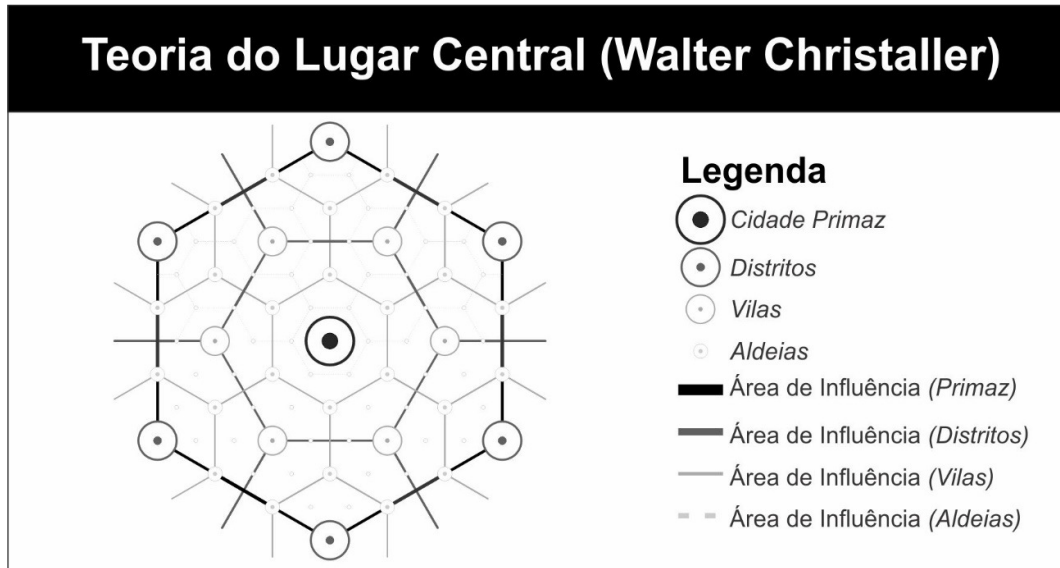 Teoria do Lugar Central (Walter Christaller)
Legenda
Cidade Primaz
Distritos
Vilas
Aldeias
Área de Influência (Primaz)
Área de Influência (Distritos)
Área de Influência (Vilas)
Área de Influência (Aldeias)